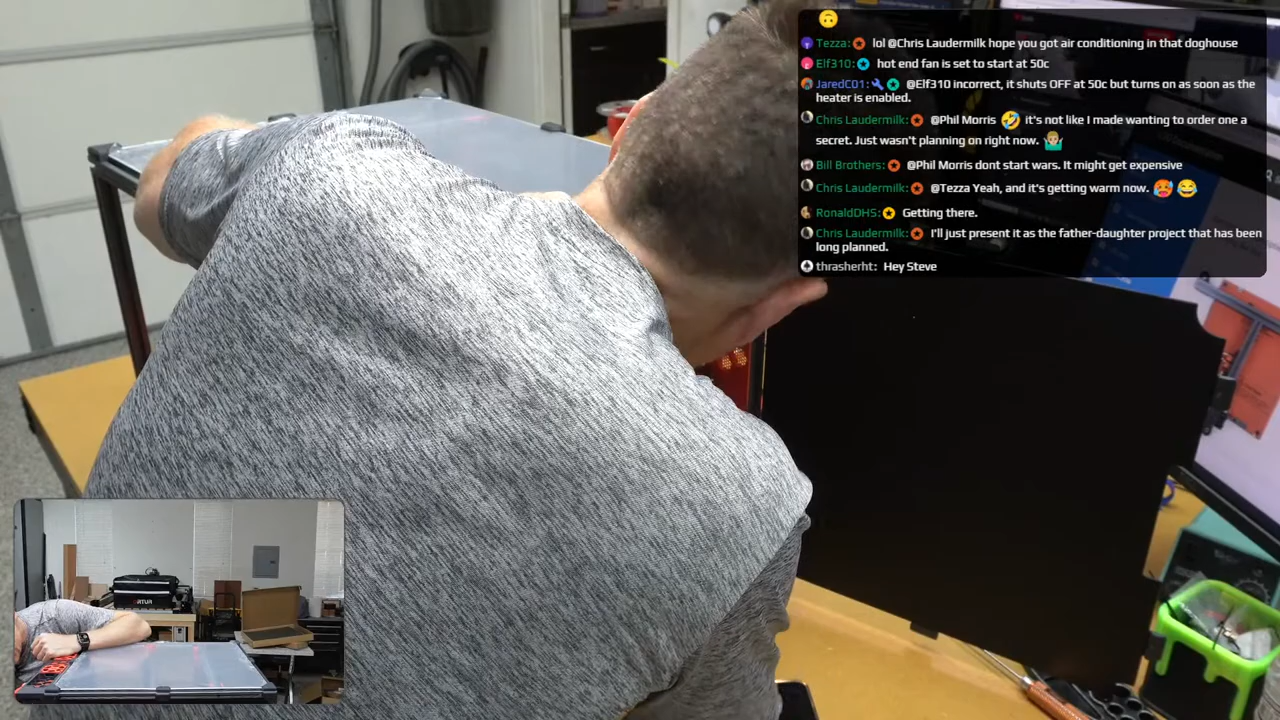 Tezza: lol @Chris Laudermilk hope you got air conditioning in that doghouse
Elf310: hot end fan is set to start at 50c
JaredC01: @Elf310 incorrect, it shuts OFF at 50c but turns on as soon as the
heater is enabled.
Chris Laudermilk: @Phil Morris it's not like I made wanting to order one a
secret. Just wasn't planning on right now.
Bill Brothers: @Phil Morris dont start wars. It might get expensive
Chris Laudermilk: @Tezza Yeah, and it's getting warm now.
RonaldDHS: Getting there.
Chris Laudermilk: I'll just present it as the father-daughter project that has been
long planned.
thrasherht: Hey Steve